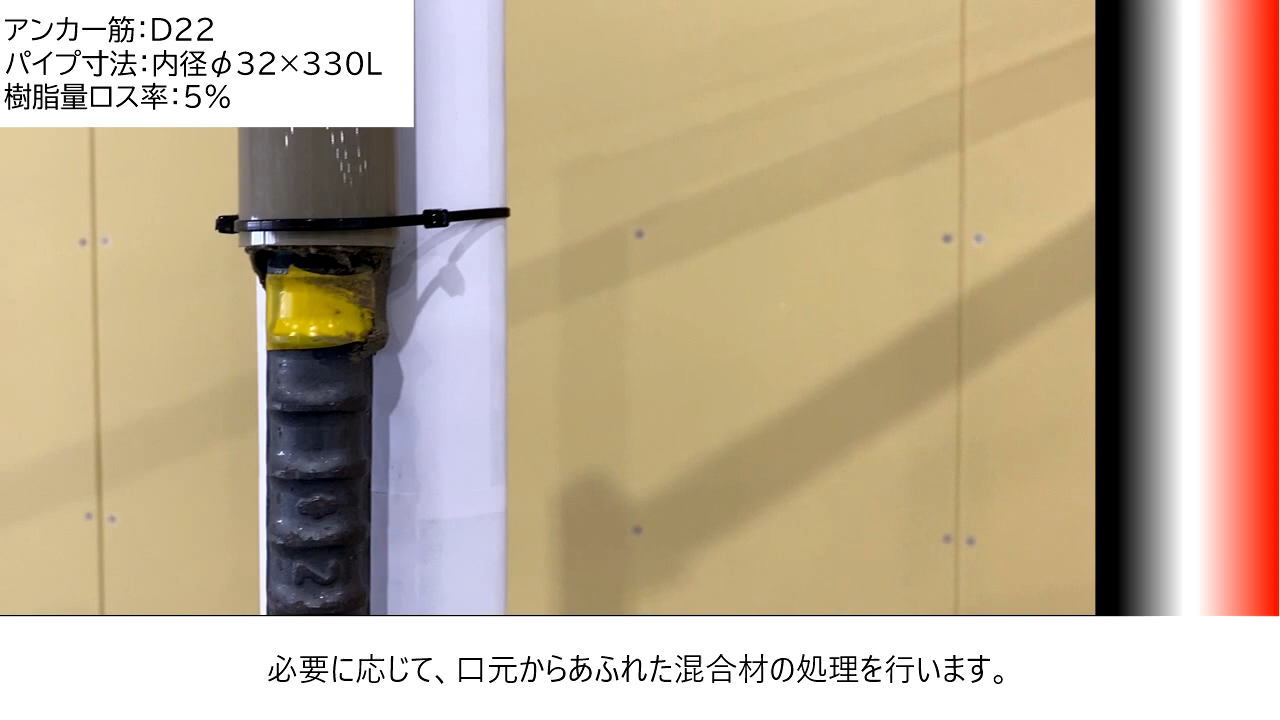 アンカー筋：D22
パイプ寸法：内径φ32×330L
樹脂量ロス率：5%
必要に応じて、口元からあふれた混合材の処理を行います。